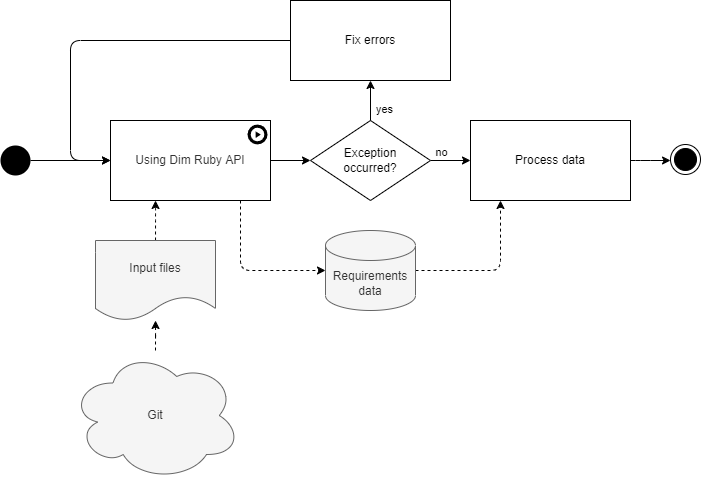 Fix errors
yes
Using Dim Ruby API
Exception
occurred?
no
Process data
Input files
Requirements
data
Git